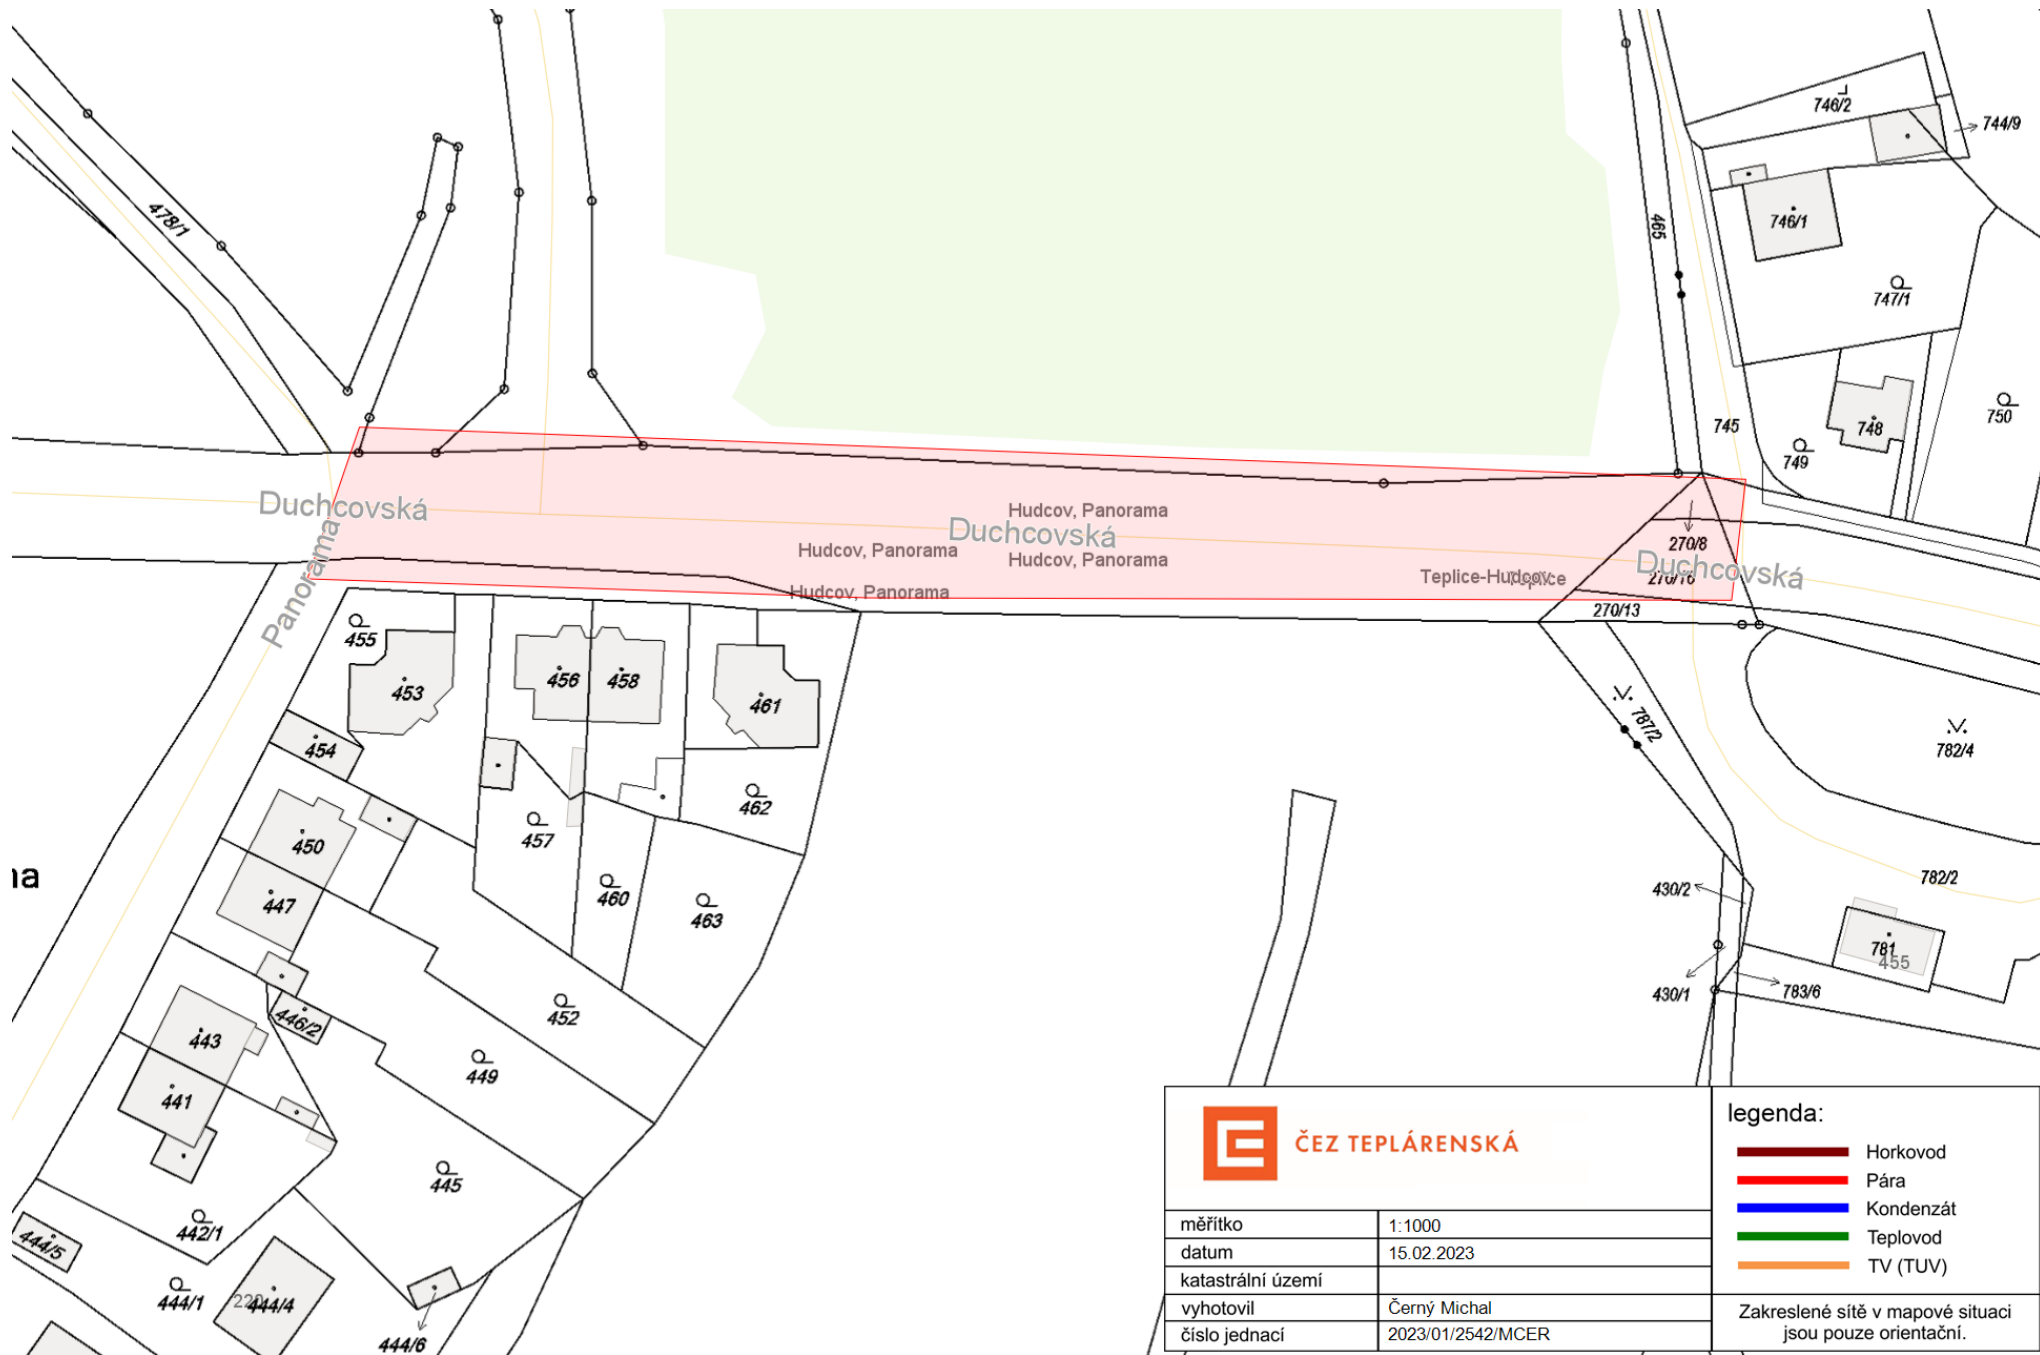 746/2
744/9
478/1
465
746/1
747/1
750
745
748
749
Duchcovská
Panorama
Hudcov, Panorama
Duchcovská
Hudcov, Panorama
Hudcov, Panorama
Hudcov, Panorama
270/8
Duchcovská
Teplice-Hudcov
270/13
455
453
456
458
461
454
787/2
782/4
462
457
450
447
460
463
430/2
782/2
781
455
430/1
783/6
452
446/2
443
449
441
445
442/1
444/5
444/1
444/4
444/6
ČEZ TEPLÁRENSKÁ
měřítko 1:1000
datum 15.02.2023
katastrální území
vyhotovil Černý Michal
číslo jednací 2023/01/2542/MCER
legenda:
Horkovod
Pára
Kondenzát
Teplovod
TV (TUV)
Zakreslené sítě v mapové situaci
jsou pouze orientační.